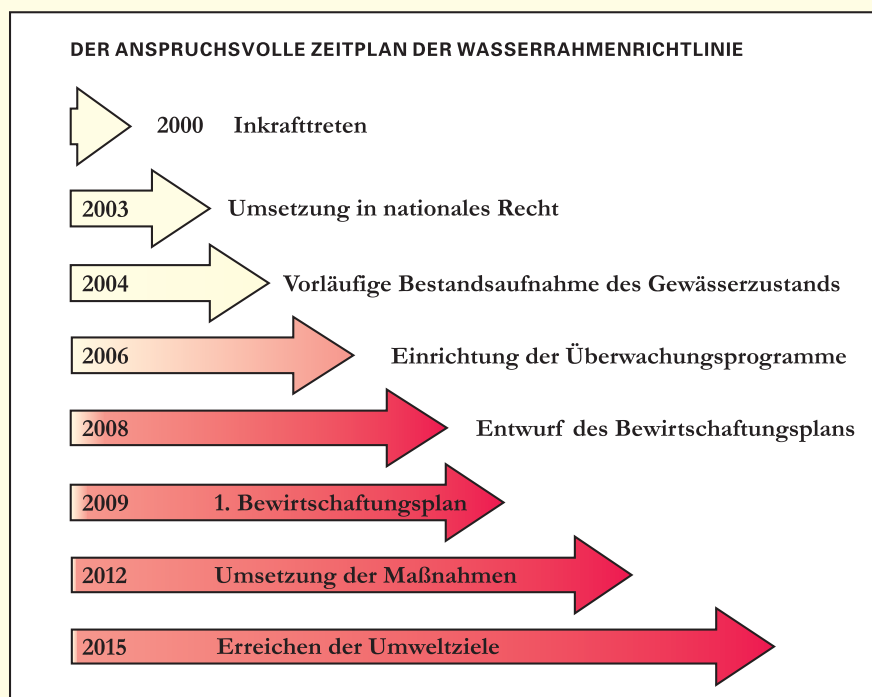 DER ANSPRUCHSVOLLE ZEITPLAN DER WASSERRAHMENRICHTLINIE
2000 Inkrafttreten
2003 Umsetzung in nationales Recht
2004 Vorläufige Bestandsaufnahme des Gewässerzustands
2006 Einrichtung der Überwachungsprogramme
2008 Entwurf des Bewirtschaftungsplans
2009 1. Bewirtschaftungsplan
2012 Umsetzung der Maßnahmen
2015 Erreichen der Umweltziele